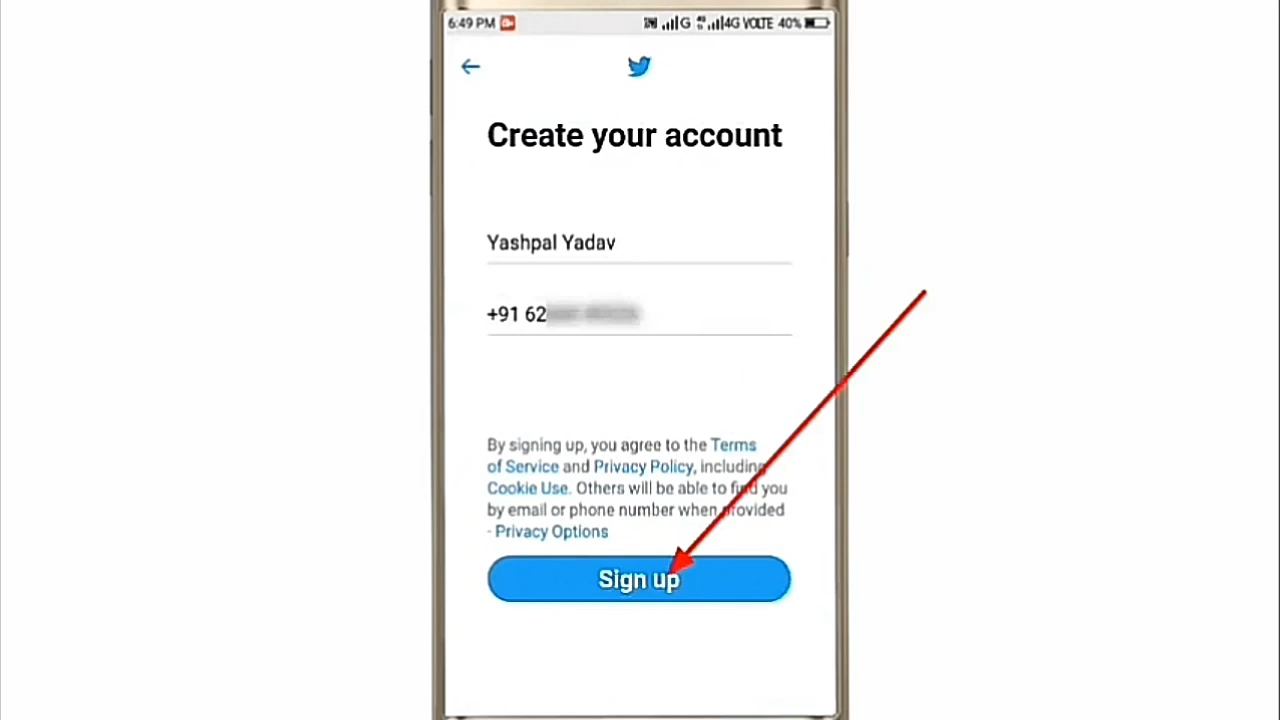 6:49 PM G 4G VOLTE 40%
Create your account
Yashpal Yadav
+91 62
By signing up, you agree to the Terms
of Service and Privacy Policy, including
Cookie Use. Others will be able to find you
by email or phone number when provided
- Privacy Options
Sign up